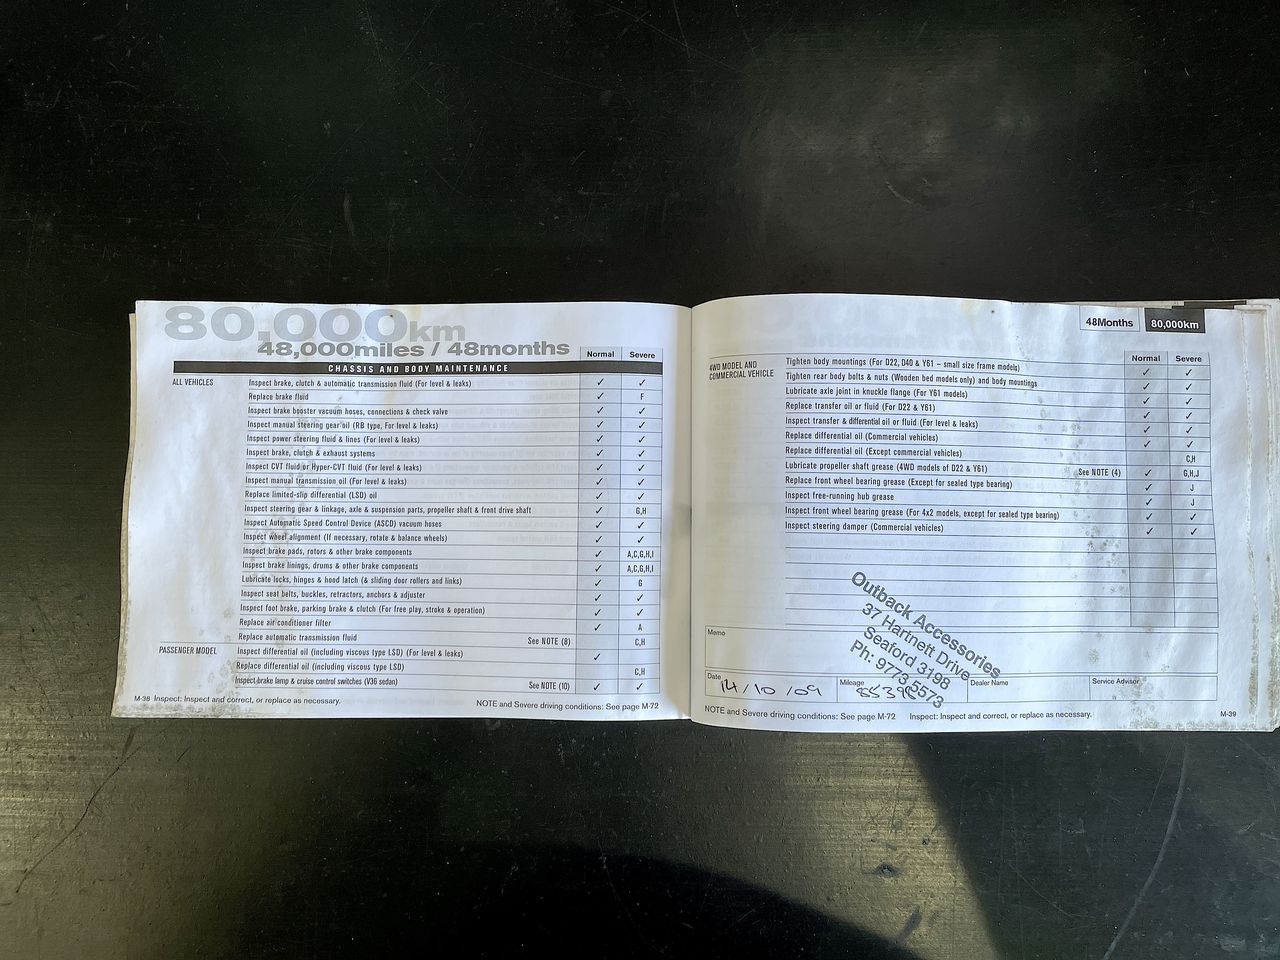 80,000km
48,000miles / 48months
Normal Severe
CHASSIS AND BODY MAINTENANCE
ALL VEHICLES Inspect brake, clutch & automatic transmission fluid (For level & leaks) ✓ ✓
Replace brake fluid ✓ F
Inspect brake booster vacuum hoses, connections & check valve ✓ ✓
Inspect manual steering gear oil (RB type, For level & leaks) ✓ ✓
Inspect power steering fluid & lines (For level & leaks) ✓ ✓
Inspect brake, clutch & exhaust systems ✓ ✓
Inspect CVT fluid or Hyper-CVT fluid (For level & leaks) ✓ ✓
Inspect manual transmission oil (For level & leaks) ✓ ✓
Replace limited-slip differential (LSD) oil ✓ ✓
Inspect steering gear & linkage, axle & suspension parts, propeller shaft & front drive shaft ✓ G,H
Inspect Automatic Speed Control Device (ASCD) vacuum hoses ✓ ✓
Inspect wheel alignment (If necessary, rotate & balance wheels) ✓ ✓
Inspect brake pads, rotors & other brake components ✓ A,C,G,H,I
Inspect brake linings, drums & other brake components ✓ A,C,G,H,I
Lubricate locks, hinges & hood latch (& sliding door rollers and links) ✓ G
Inspect seat belts, buckles, retractors, anchors & adjuster ✓ ✓
Inspect foot brake, parking brake & clutch (For free play, stroke & operation) ✓ ✓
Replace air conditioner filter ✓ A
Replace automatic transmission fluid See NOTE (8) C,H
PASSENGER MODEL Inspect differential oil (including viscous type LSD) (For level & leaks) ✓
Replace differential oil (including viscous type LSD) C,H
Inspect brake lamp & cruise control switches (V36 sedan) See NOTE (10) ✓ ✓
M-38 Inspect: Inspect and correct, or replace as necessary. NOTE and Severe driving conditions: See page M-72
48Months 80,000km
Normal Severe
4WD MODEL AND
COMMERCIAL VEHICLE
Tighten body mountings (For D22, D40 & Y61 – small size frame models) ✓ ✓
Tighten rear body bolts & nuts (Wooden bed models only) and body mountings ✓ ✓
Lubricate axle joint in knuckle flange (For Y61 models) ✓ ✓
Replace transfer oil or fluid (For D22 & Y61) ✓ ✓
Inspect transfer & differential oil or fluid (For level & leaks) ✓ ✓
Replace differential oil (Commercial vehicles) ✓ ✓
Replace differential oil (Except commercial vehicles) C,H
Lubricate propeller shaft grease (4WD models of D22 & Y61) See NOTE (4) ✓ G,H,J
Replace front wheel bearing grease (Except for sealed type bearing) ✓ J
Inspect free-running hub grease ✓ J
Inspect front wheel bearing grease (For 4x2 models, except for sealed type bearing) ✓ ✓
Inspect steering damper (Commercial vehicles) ✓ ✓
Outback Accessories
37 Hartnett Drive
Seaford 3198
Ph: 9773 5573
Memo
Date 14/10/09 Mileage Dealer Name Service Advisor
NOTE and Severe driving conditions: See page M-72 Inspect: Inspect and correct, or replace as necessary. M-39